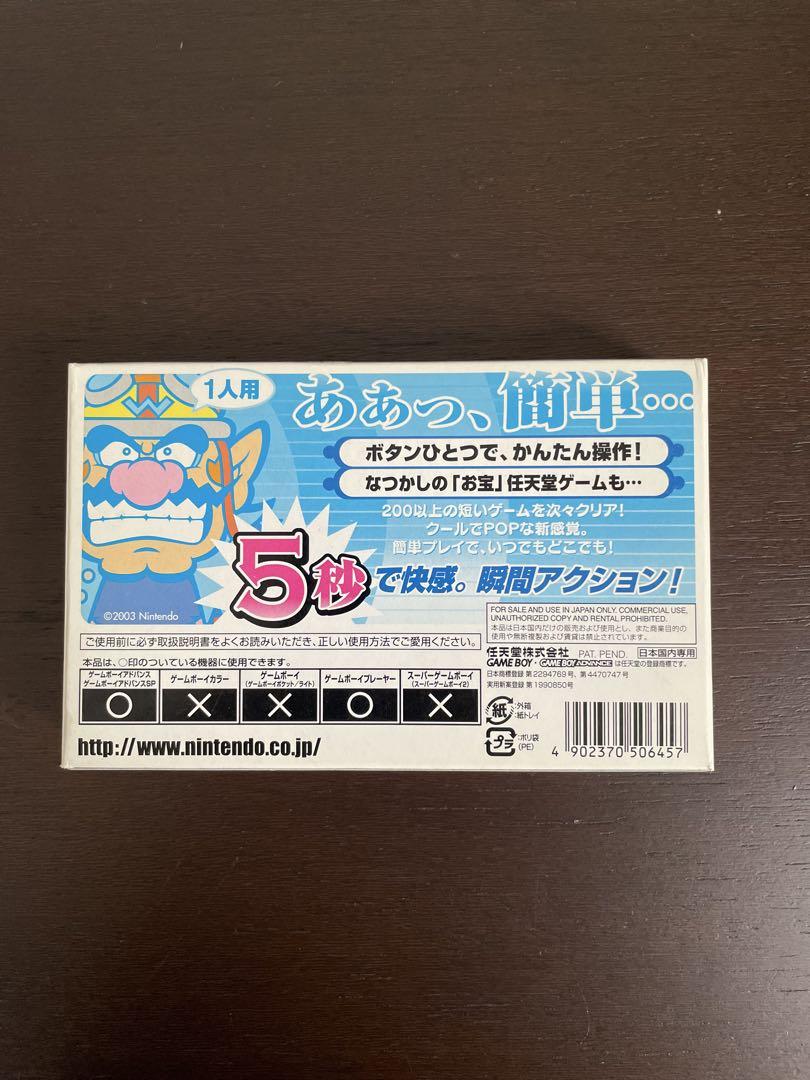 1人用
あぁっ、簡単…。。。
ボタンひとつで、かんたん操作!
なつかしの「お宝」任天堂ゲームも…
200以上の短いゲームを次々クリア!
クールでPOPな新感覚。
簡単プレイで、いつでもどこでも!
5秒で快感。瞬間アクション!
©2003 Nintendo
FOR SALE AND USE IN JAPAN ONLY. COMMERCIAL USE,
UNAUTHORIZED COPY AND RENTAL PROHIBITED.
本品は日本国内だけの販売および使用とし、また商業目的の
使用や無断複製および賃貸は禁止されています。
ご使用前に必ず取扱説明書をよくお読みいただき、正しい使用方法でご愛用ください。
本品は、○印のついている機器に使用できます。
ゲームボーイアドバンス
ゲームボーイアドバンスSP
○
ゲームボーイカラー
×
ゲームボーイ
(ゲームボーイポケット/ライト)
×
ゲームボーイプレーヤー
○
スーパーゲームボーイ
(スーパーゲームボーイ2)
×
任天堂株式会社 PAT. PEND. 日本国内専用
GAME BOY・GAME BOY ADVANCE は任天堂の登録商標です。
日本商標登録 第2294769号、第4470747号
実用新案登録 第1990850号
http://www.nintendo.co.jp/
紙 :外箱
:紙トレイ
プラ :ポリ袋
(PE)
4 902370 506457